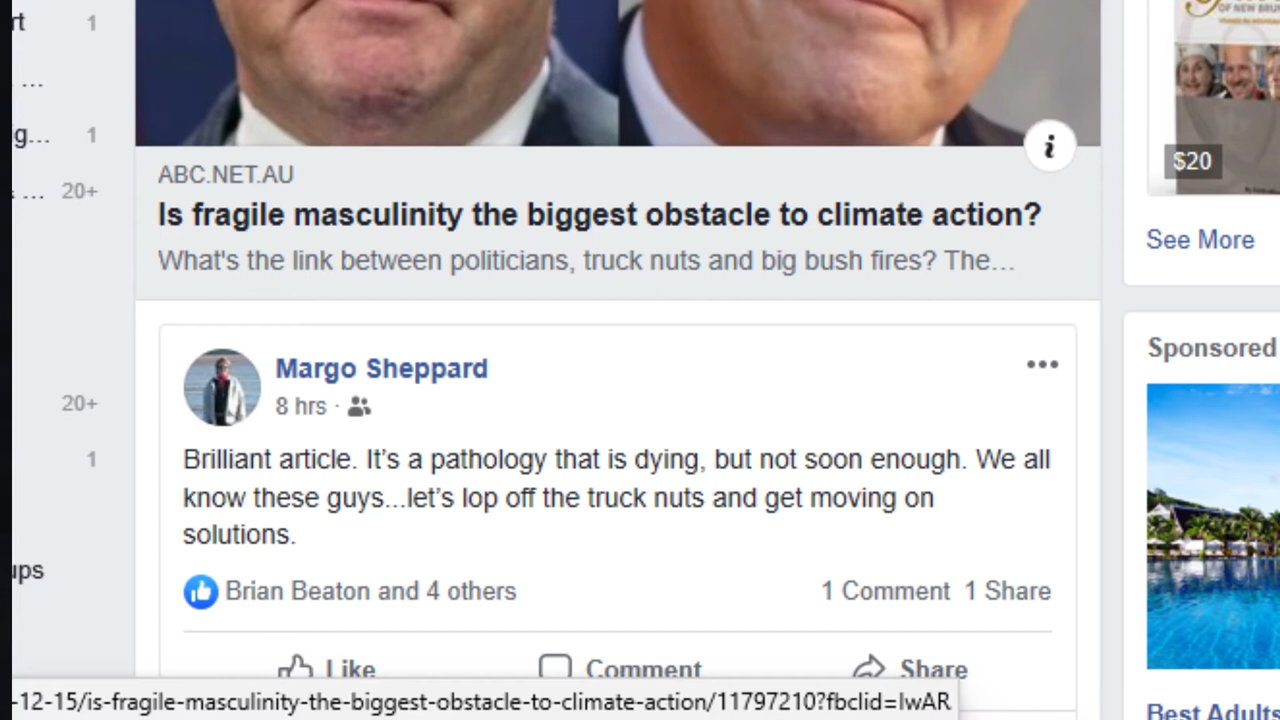 rt 1
...
g... 1
... 20+
20+
1
ups
OF NEW BRUN
$20
See More
ABC.NET.AU
Is fragile masculinity the biggest obstacle to climate action?
What's the link between politicians, truck nuts and big bush fires? The...
Margo Sheppard
8 hrs ·
Brilliant article. It's a pathology that is dying, but not soon enough. We all
know these guys...let's lop off the truck nuts and get moving on
solutions.
Brian Beaton and 4 others 1 Comment 1 Share
Like Comment Share
Sponsored
Best Adults
-12-15/is-fragile-masculinity-the-biggest-obstacle-to-climate-action/11797210?fbclid=IwAR